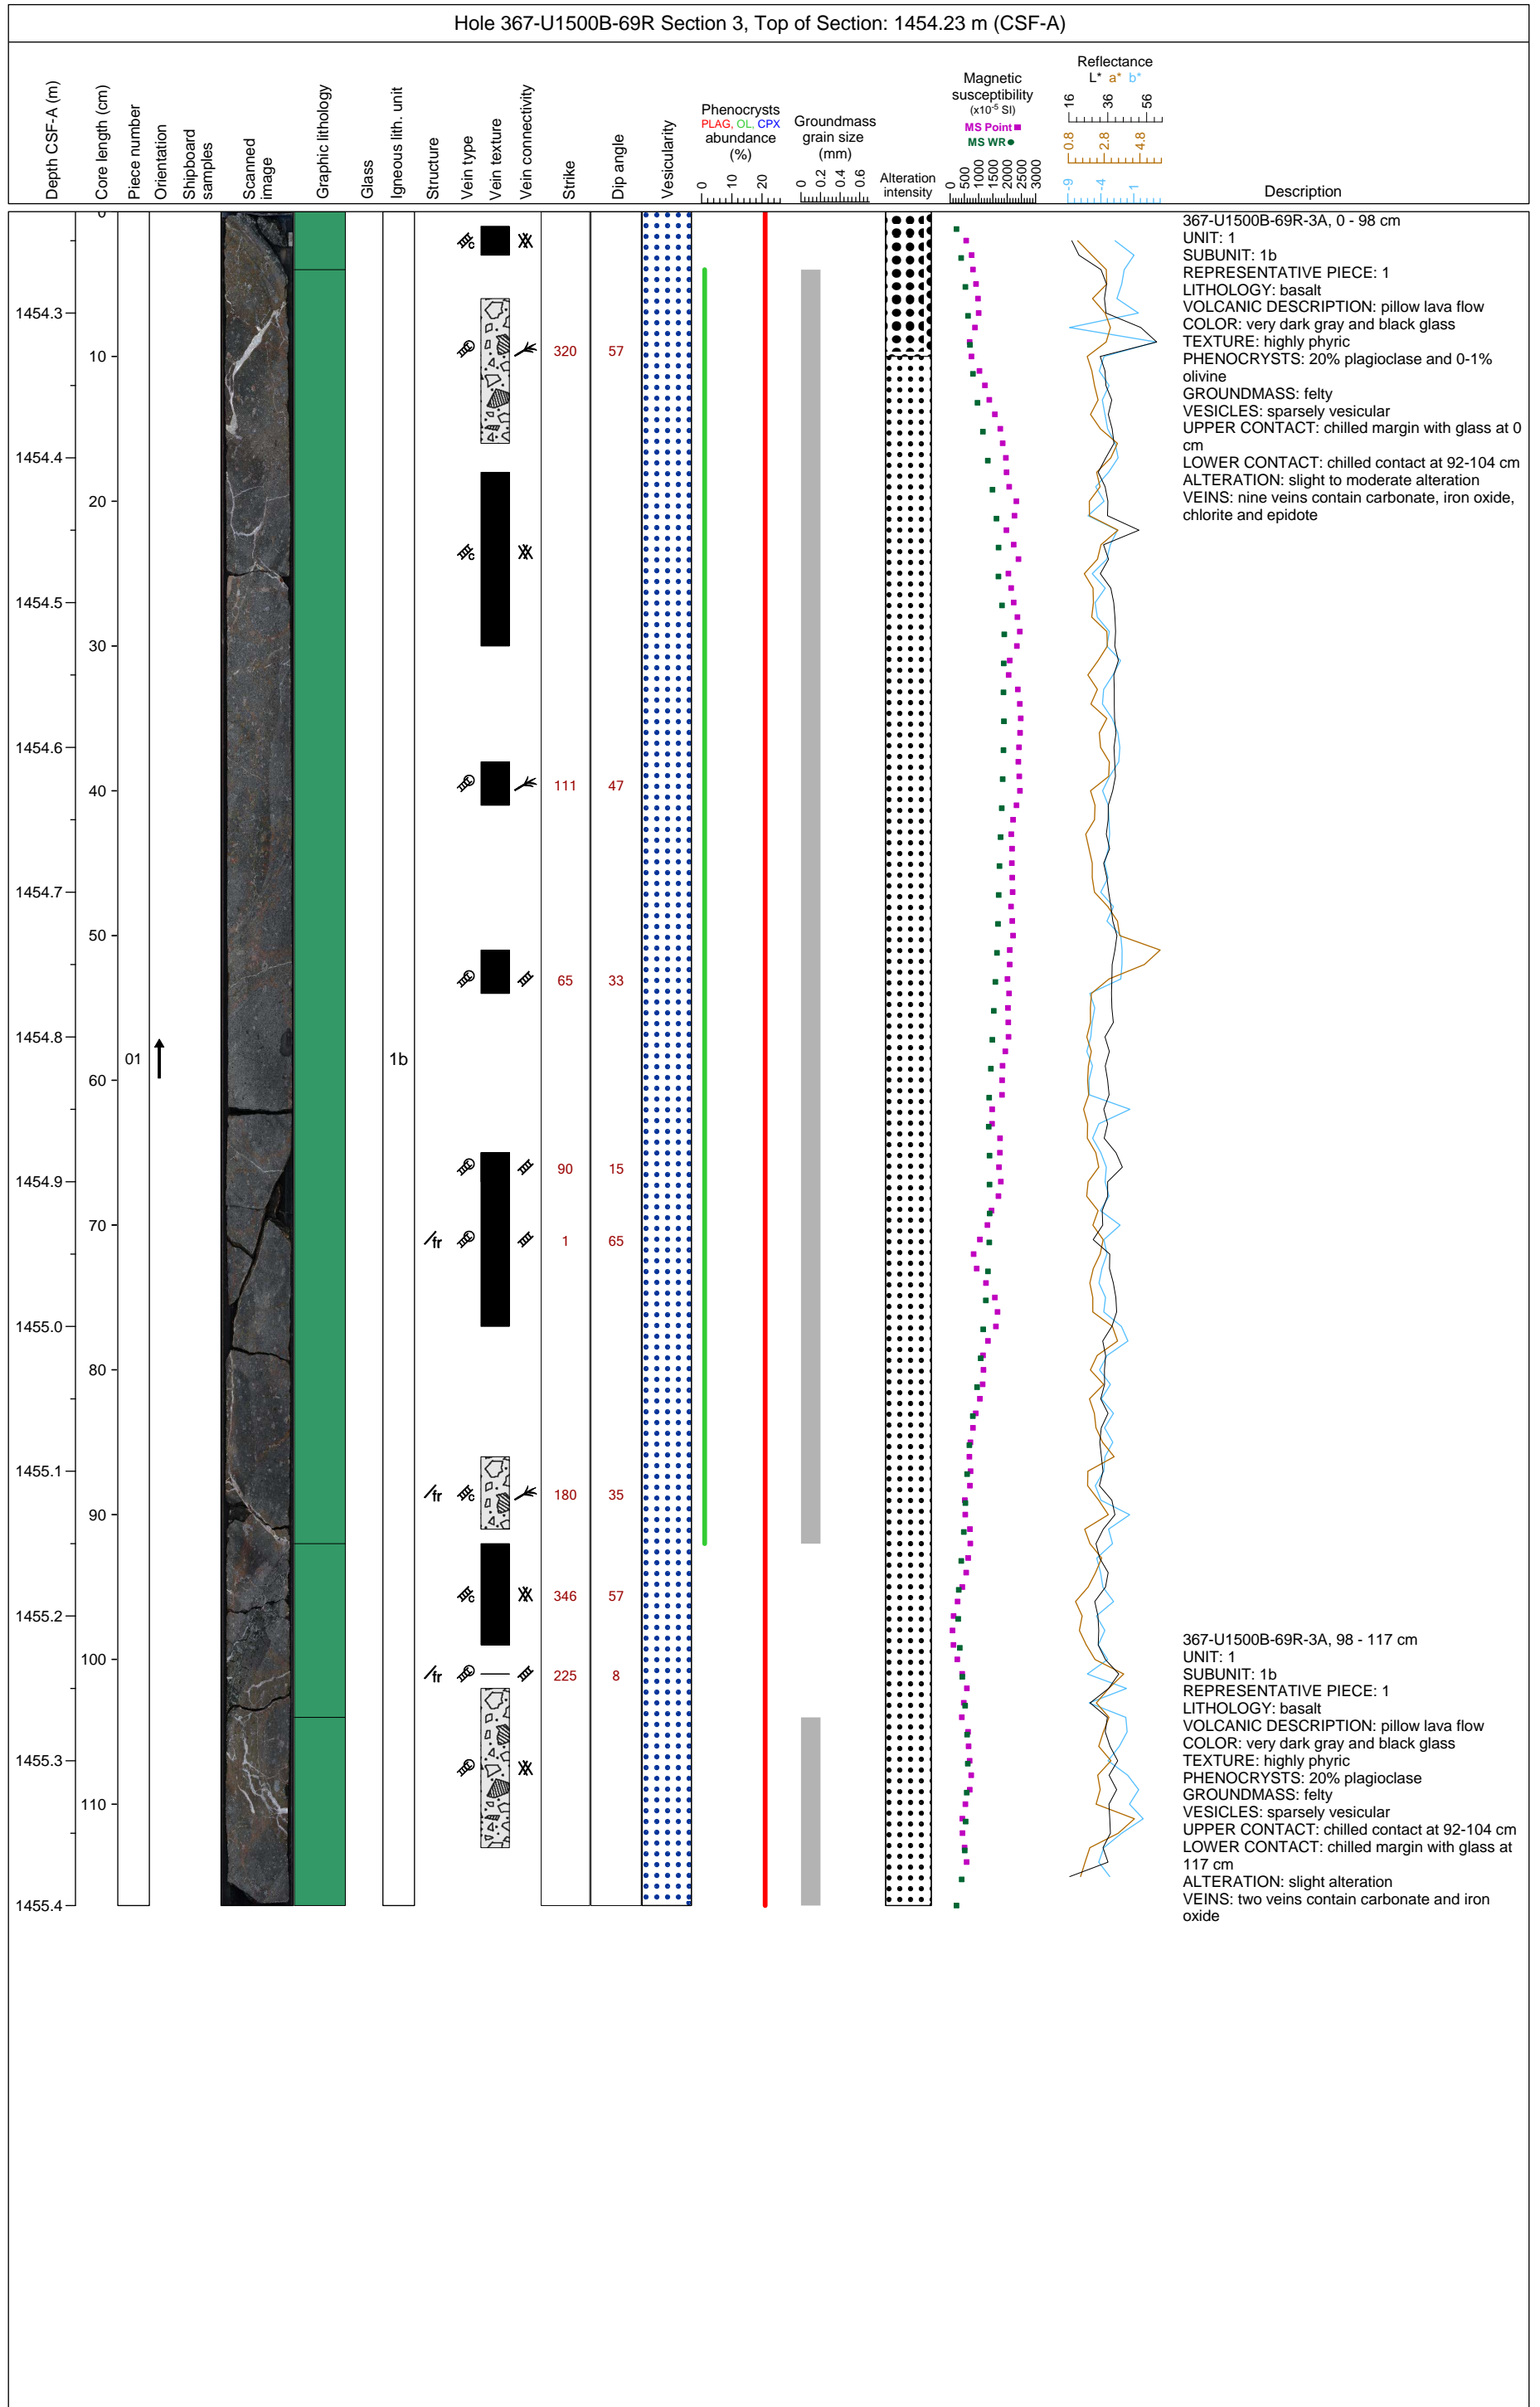 Hole 367-U1500B-69R Section 3, Top of Section: 1454.23 m (CSF-A)
Depth CSF-A (m)
Core length (cm)
Piece number
Orientation
Shipboard
samples
Scanned
image
Graphic lithology
Glass
Igneous lith. unit
Structure
Vein type
Vein texture
Vein connectivity
Strike
Dip angle
Vesicularity
Phenocrysts
PLAG, OL, CPX
abundance
(%)
0 10 20
Groundmass
grain size
(mm)
0 0.2 0.4 0.6
Alteration
intensity
Magnetic
susceptibility
(x10⁻⁵ SI)
MS Point
MS WR
0 500 1000 1500 2000 2500 3000
Reflectance
L* a* b*
16 36 56
0.8 2.8 4.8
-9 -4 1
Description
0
1454.3
10
1454.4
20
1454.5
30
1454.6
40
1454.7
50
1454.8
60
1454.9
70
1455.0
80
1455.1
90
1455.2
100
1455.3
110
1455.4
01
1b
c
320 57
c
111 47
65 33
90 15
fr 1 65
fr c 180 35
c 346 57
fr 225 8
367-U1500B-69R-3A, 0 - 98 cm
UNIT: 1
SUBUNIT: 1b
REPRESENTATIVE PIECE: 1
LITHOLOGY: basalt
VOLCANIC DESCRIPTION: pillow lava flow
COLOR: very dark gray and black glass
TEXTURE: highly phyric
PHENOCRYSTS: 20% plagioclase and 0-1%
olivine
GROUNDMASS: felty
VESICLES: sparsely vesicular
UPPER CONTACT: chilled margin with glass at 0
cm
LOWER CONTACT: chilled contact at 92-104 cm
ALTERATION: slight to moderate alteration
VEINS: nine veins contain carbonate, iron oxide,
chlorite and epidote
367-U1500B-69R-3A, 98 - 117 cm
UNIT: 1
SUBUNIT: 1b
REPRESENTATIVE PIECE: 1
LITHOLOGY: basalt
VOLCANIC DESCRIPTION: pillow lava flow
COLOR: very dark gray and black glass
TEXTURE: highly phyric
PHENOCRYSTS: 20% plagioclase
GROUNDMASS: felty
VESICLES: sparsely vesicular
UPPER CONTACT: chilled contact at 92-104 cm
LOWER CONTACT: chilled margin with glass at
117 cm
ALTERATION: slight alteration
VEINS: two veins contain carbonate and iron
oxide